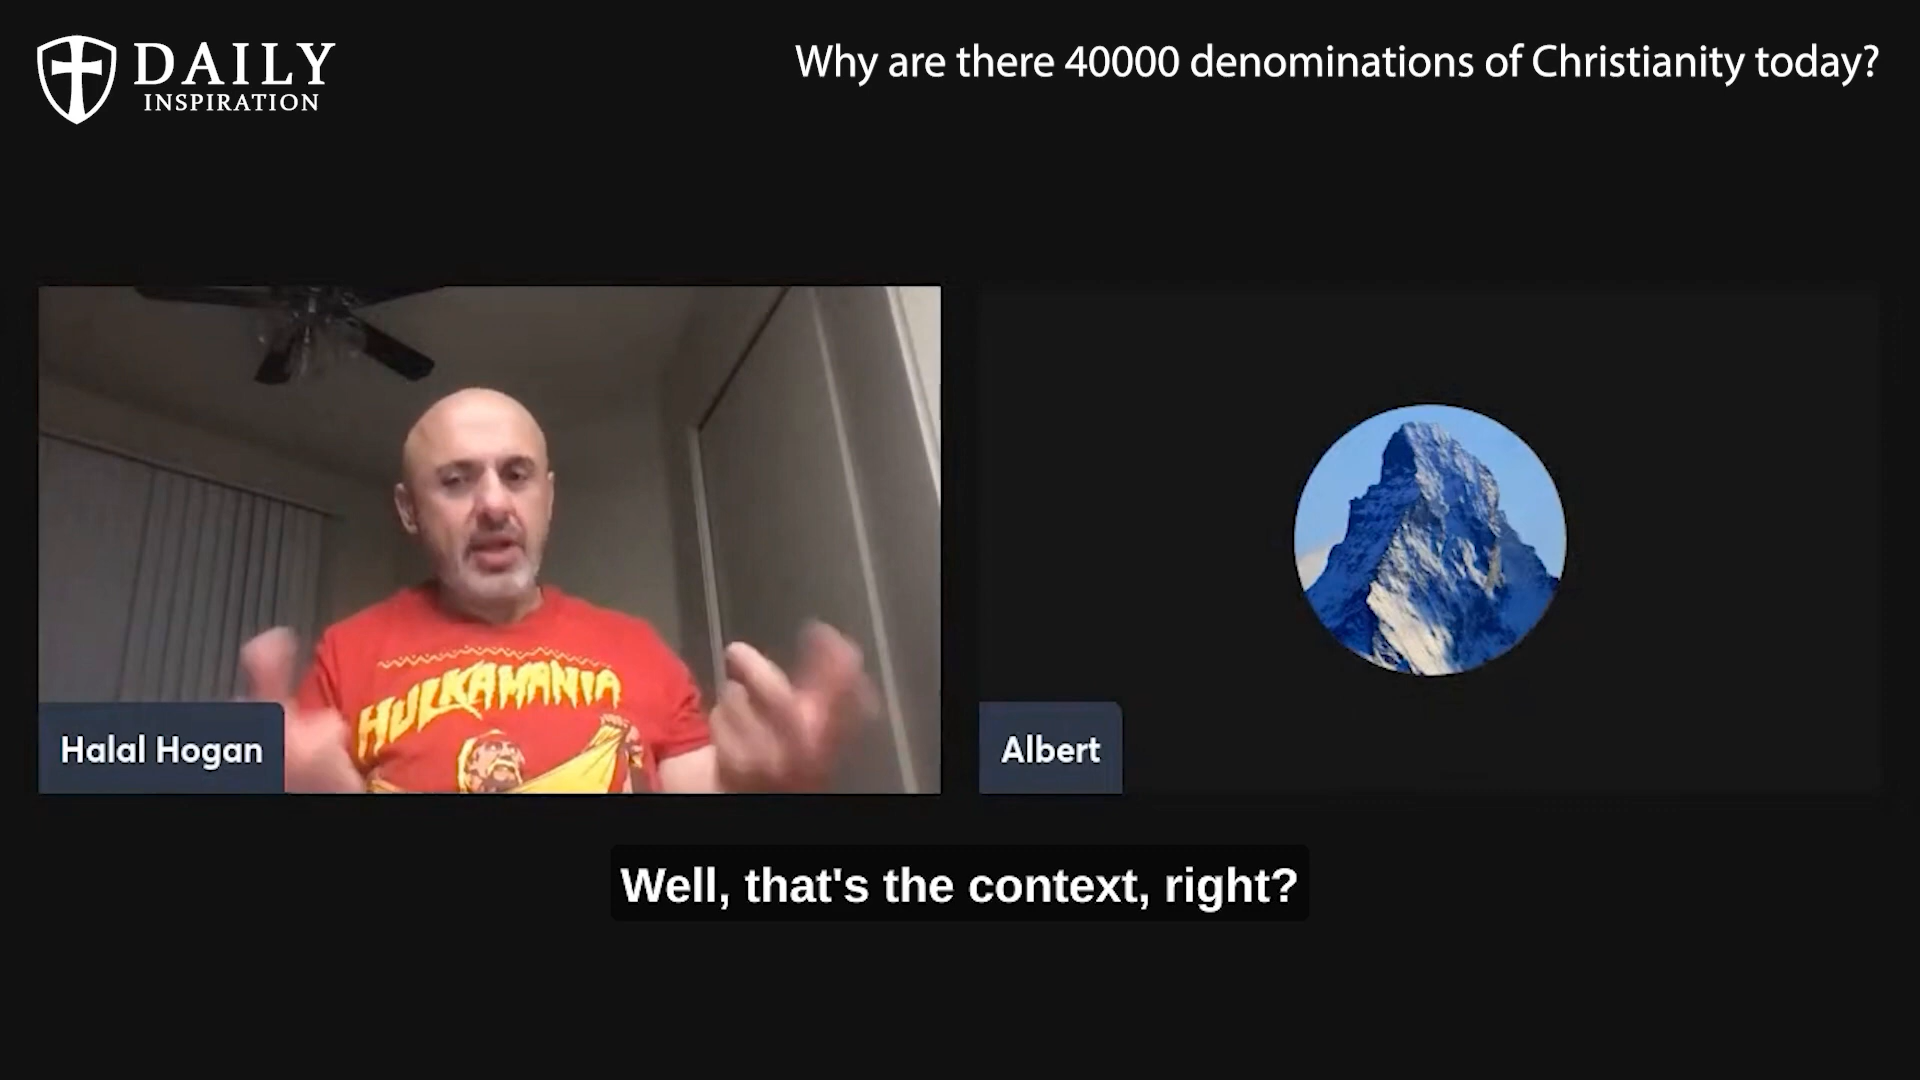 DAILY
INSPIRATION
Why are there 40000 denominations of Christianity today?
HULKAMANIA
Halal Hogan
Albert
Well, that's the context, right?